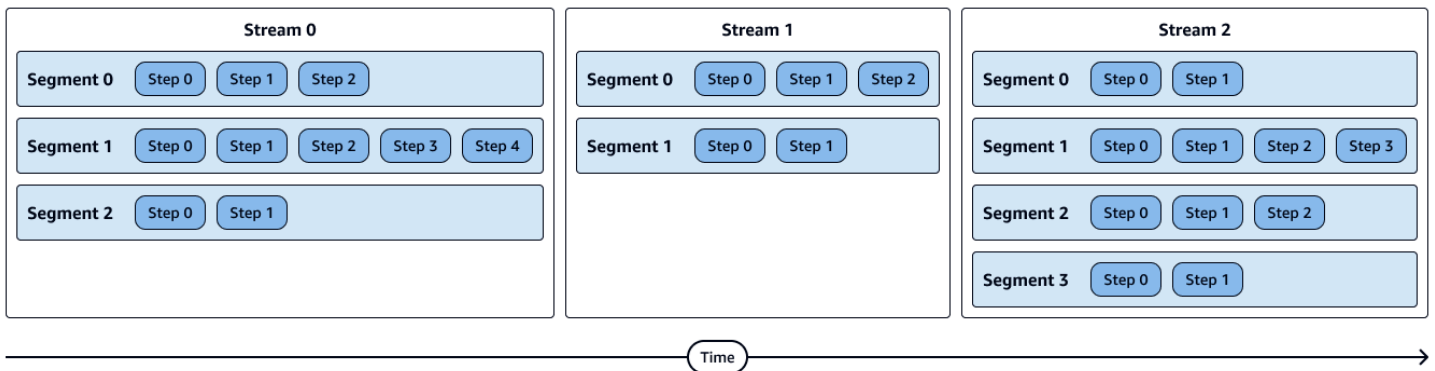 Stream 0
Segment 0 Step 0 Step 1 Step 2
Segment 1 Step 0 Step 1 Step 2 Step 3 Step 4
Segment 2 Step 0 Step 1
Stream 1
Segment 0 Step 0 Step 1 Step 2
Segment 1 Step 0 Step 1
Stream 2
Segment 0 Step 0 Step 1
Segment 1 Step 0 Step 1 Step 2 Step 3
Segment 2 Step 0 Step 1 Step 2
Segment 3 Step 0 Step 1
Time